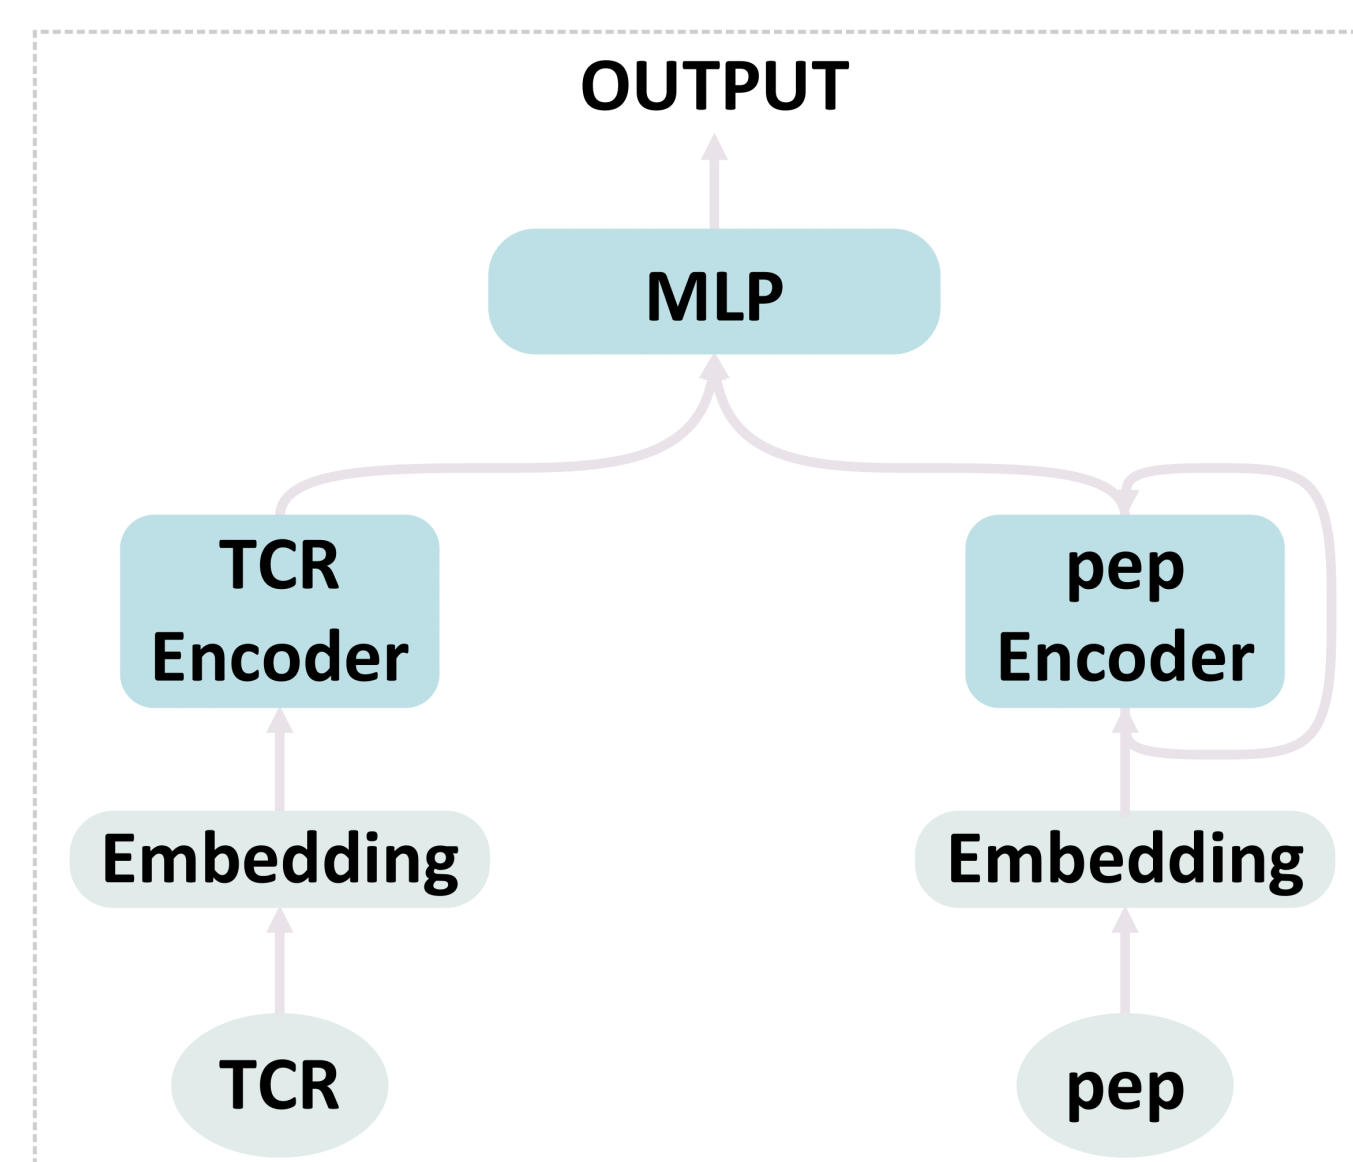 OUTPUT
MLP
TCR
Encoder
pep
Encoder
Embedding
Embedding
TCR
pep